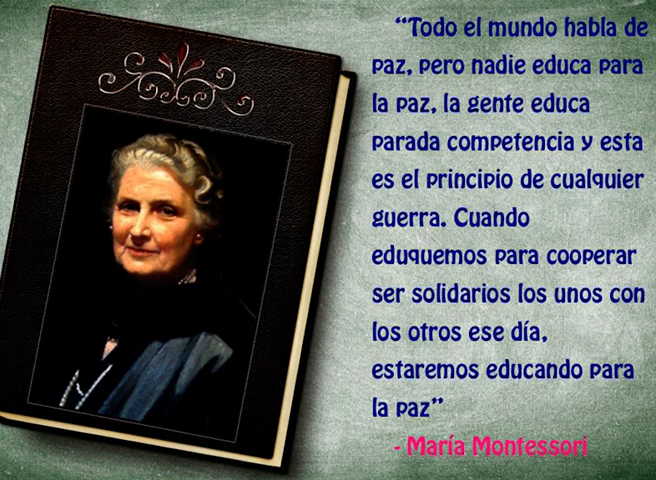 “Todo el mundo habla de
paz, pero nadie educa para
la paz, la gente educa
parada competencia y esta
es el principio de cualquier
guerra. Cuando
eduquemos para cooperar
ser solidarios los unos con
los otros ese día,
estaremos educando para
la paz”
- María Montessori